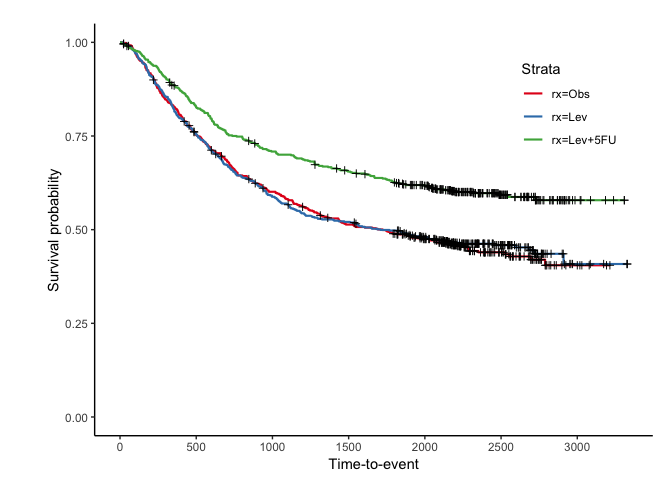 1.00
0.75
0.50
0.25
0.00
Survival probability
Strata
rx=Obs
rx=Lev
rx=Lev+5FU
0 500 1000 1500 2000 2500 3000
Time-to-event